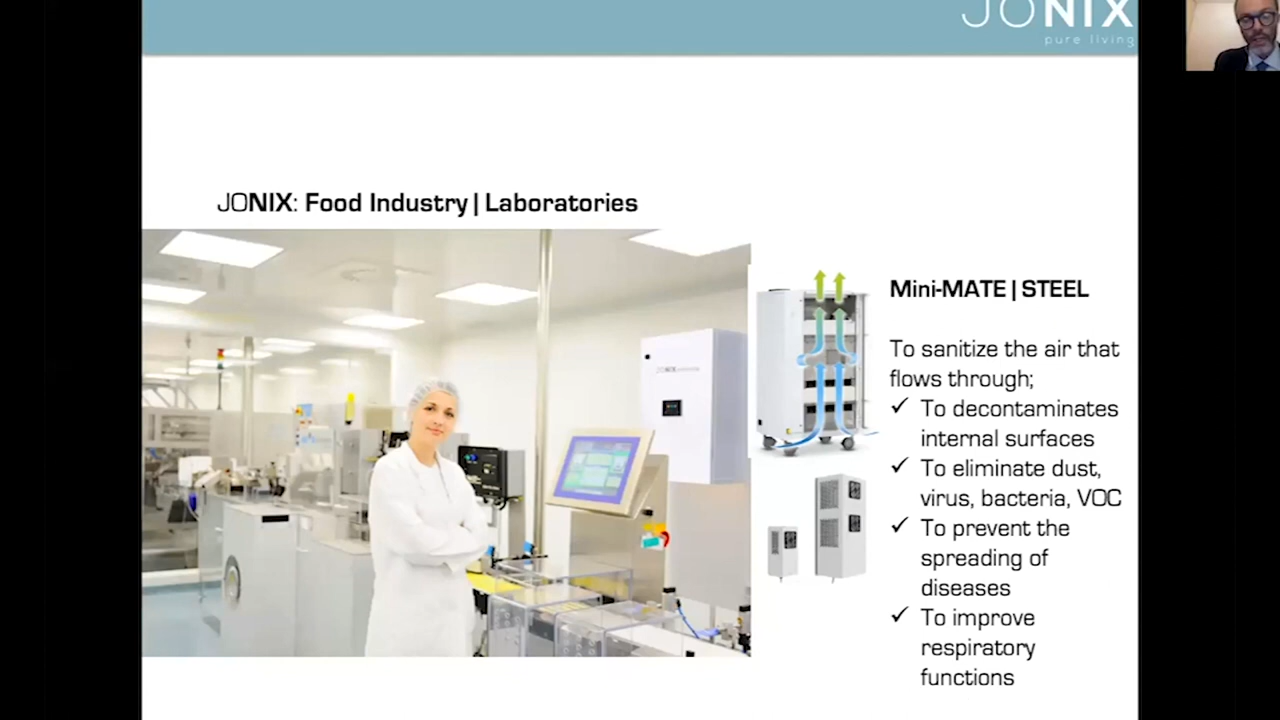 JONIX
pure living
JONIX: Food Industry | Laboratories
JONIX
Mini-MATE | STEEL
To sanitize the air that
flows through;
✓ To decontaminates
internal surfaces
✓ To eliminate dust,
virus, bacteria, VOC
✓ To prevent the
spreading of
diseases
✓ To improve
respiratory
functions